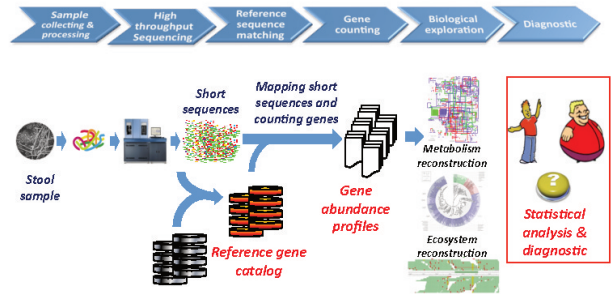 Sample
collecting &
processing
High
throughput
Sequencing
Reference
sequence
matching
Gene
counting
Biological
exploration
Diagnostic
Short
sequences
Mapping short
sequences and
counting genes
Stool
sample
Reference gene
catalog
Gene
abundance
profiles
Metabolism
reconstruction
Ecosystem
reconstruction
?
Statistical
analysis &
diagnostic